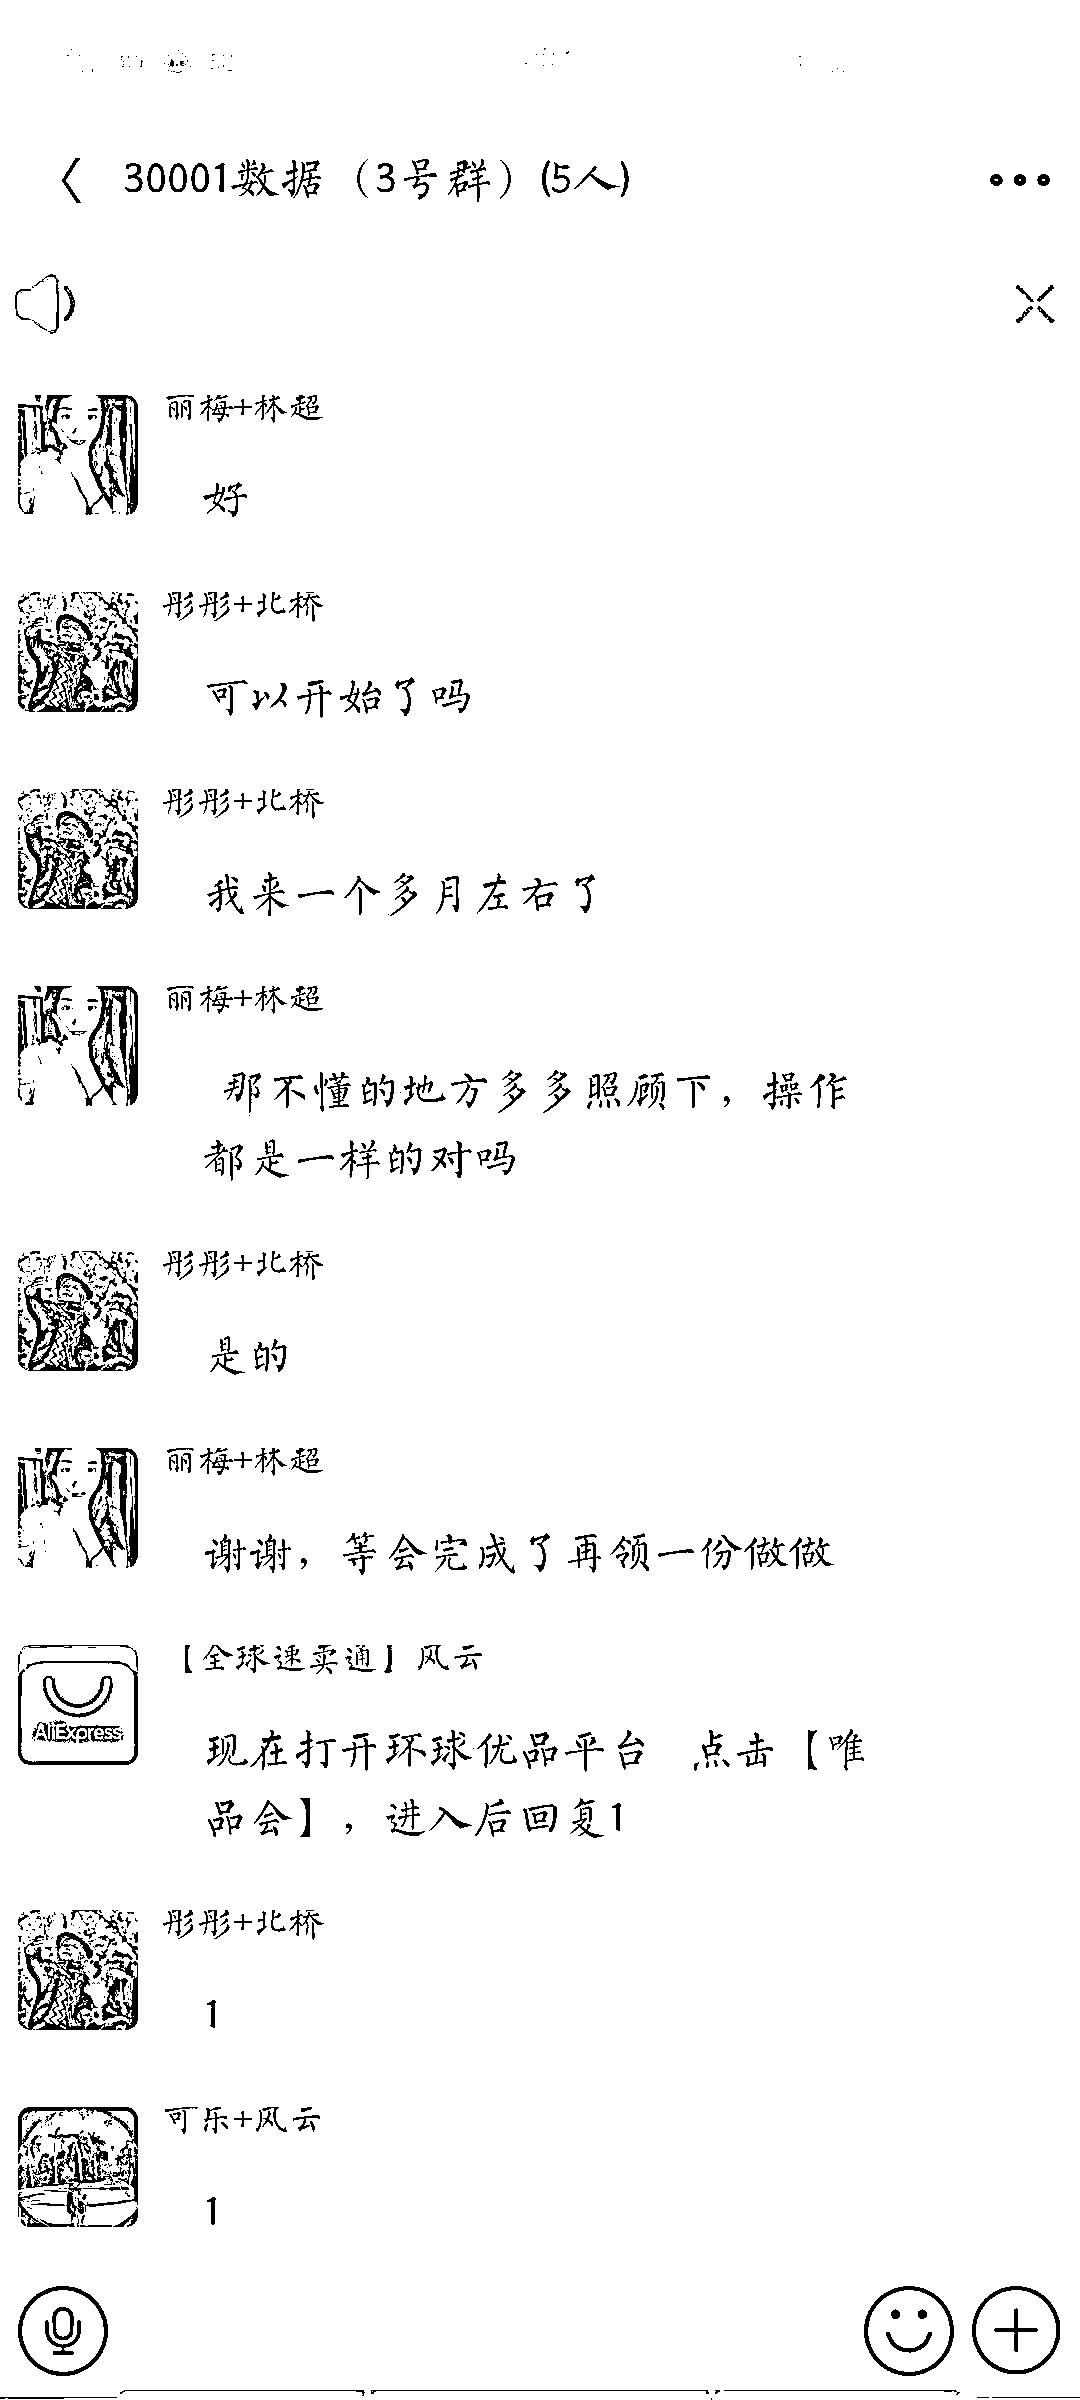 30001数据（3号群）(5人)
丽梅+林超
好
彤彤+北桥
可以开始了吗
彤彤+北桥
我来一个多月左右了
丽梅+林超
那不懂的地方多多照顾下，操作
都是一样的对吗
彤彤+北桥
是的
丽梅+林超
谢谢，等会完成了再领一份做做
【全球速卖通】风云
AliExpress
现在打开环球优品平台 点击【唯
品会】，进入后回复1
彤彤+北桥
1
可乐+风云
1